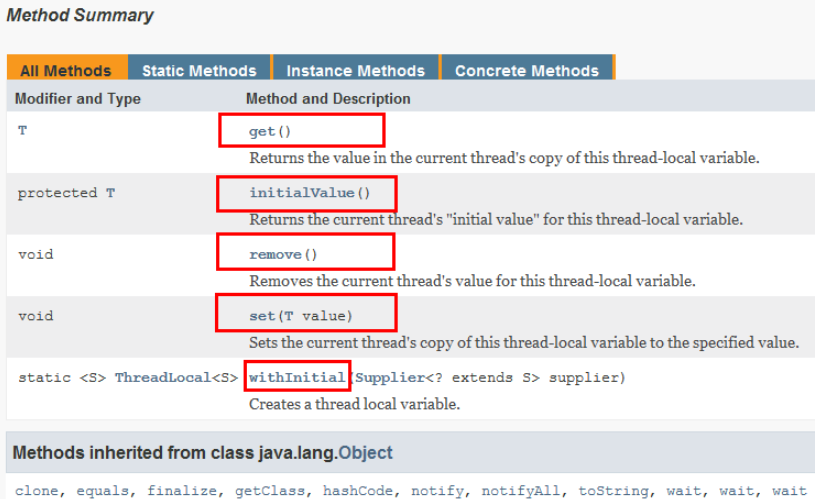 Method Summary
All Methods Static Methods Instance Methods Concrete Methods
Modifier and Type Method and Description
T get()
Returns the value in the current thread's copy of this thread-local variable.
protected T initialValue()
Returns the current thread's "initial value" for this thread-local variable.
void remove()
Removes the current thread's value for this thread-local variable.
void set(T value)
Sets the current thread's copy of this thread-local variable to the specified value.
static <S> ThreadLocal<S> withInitial(Supplier<? extends S> supplier)
Creates a thread local variable.
Methods inherited from class java.lang.Object
clone, equals, finalize, getClass, hashCode, notify, notifyAll, toString, wait, wait, wait